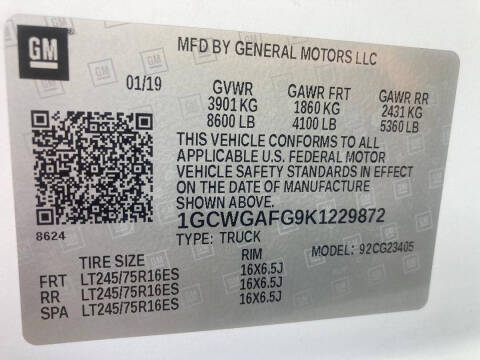 GM
MFD BY GENERAL MOTORS LLC
01/19 GVWR GAWR FRT GAWR RR
3901 KG 1860 KG 2431 KG
8600 LB 4100 LB 5360 LB
THIS VEHICLE CONFORMS TO ALL
APPLICABLE U.S. FEDERAL MOTOR
VEHICLE SAFETY STANDARDS IN EFFECT
ON THE DATE OF MANUFACTURE
SHOWN ABOVE.
1GCWGAFG9K1229872
8624 TYPE: TRUCK MODEL: 92CG23405
TIRE SIZE RIM
FRT LT245/75R16ES 16X6.5J
RR LT245/75R16ES 16X6.5J
SPA LT245/75R16ES 16X6.5J